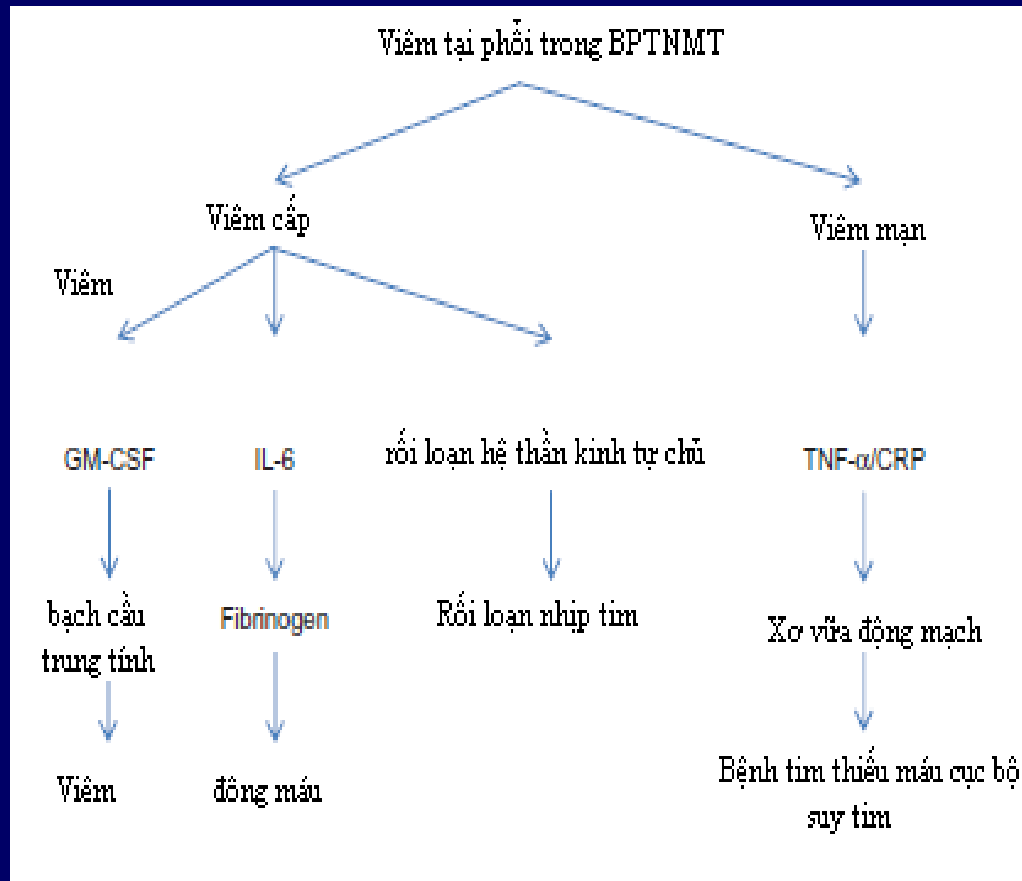 Viêm tại phổi trong BPTNMT
Viêm cấp
Viêm mạn
Viêm
GM-CSF
IL-6
rối loạn hệ thần kinh tự chủ
TNF-α/CRP
bạch cầu
trung tính
Fibrinogen
Rối loạn nhịp tim
Xơ vữa động mạch
Viêm
đông máu
Bệnh tim thiếu máu cục bộ
suy tim